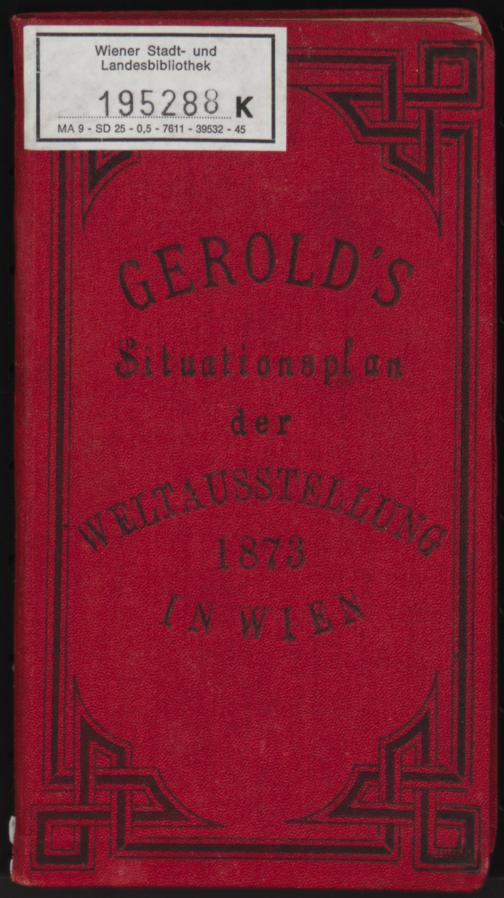 Wiener Stadt- und
Landesbibliothek
195288 K
MA 9 - SD 25 - 0,5 - 7611 - 39532 - 45
GEROLD'S
Situationsplan
der
WELTAUSSTELLUNG
1873
IN WIEN